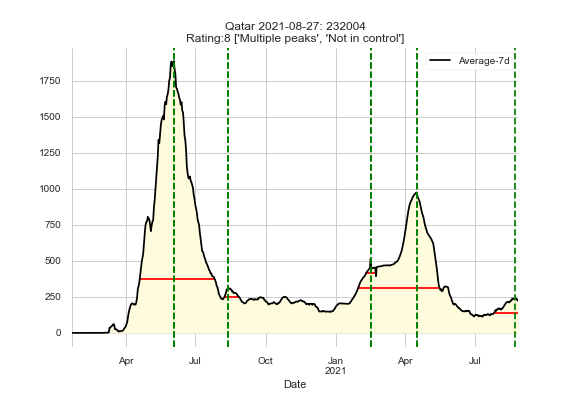 Qatar 2021-08-27: 232004
Rating:8 ['Multiple peaks', 'Not in control']
Average-7d
1750
1500
1250
1000
750
500
250
0
Apr
Jul
Oct
Jan
2021
Apr
Jul
Date